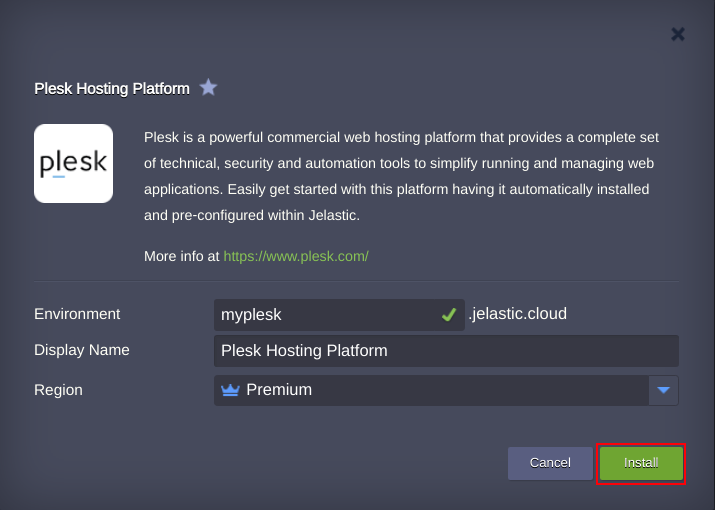 Plesk Hosting Platform
plesk
Plesk is a powerful commercial web hosting platform that provides a complete set
of technical, security and automation tools to simplify running and managing web
applications. Easily get started with this platform having it automatically installed
and pre-configured within Jelastic.
More info at https://www.plesk.com/
Environment myplesk .jelastic.cloud
Display Name Plesk Hosting Platform
Region Premium
Cancel Install